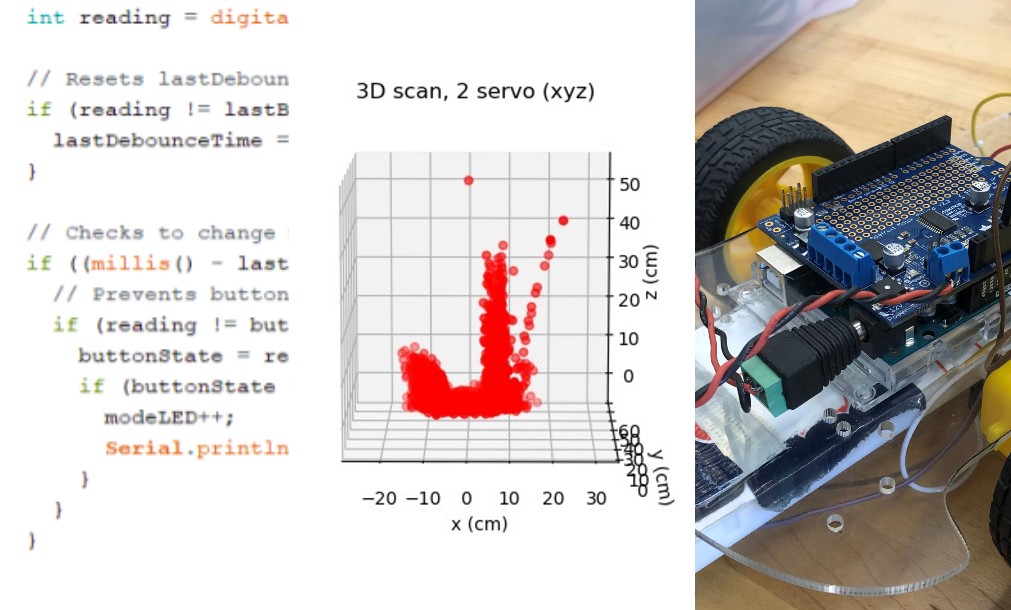 int reading = digita
// Resets lastDeboun
if (reading != lastB
lastDebounceTime =
}
// Checks to change
if ((millis() - last
// Prevents button
if (reading != but
buttonState = re
if (buttonState
modeLED++;
Serial.println
}
}
}
3D scan, 2 servo (xyz)
50
40
30
20
10
0
z (cm)
60
50
40
30
20
10
0
y (cm)
−20 −10 0 10 20 30
x (cm)